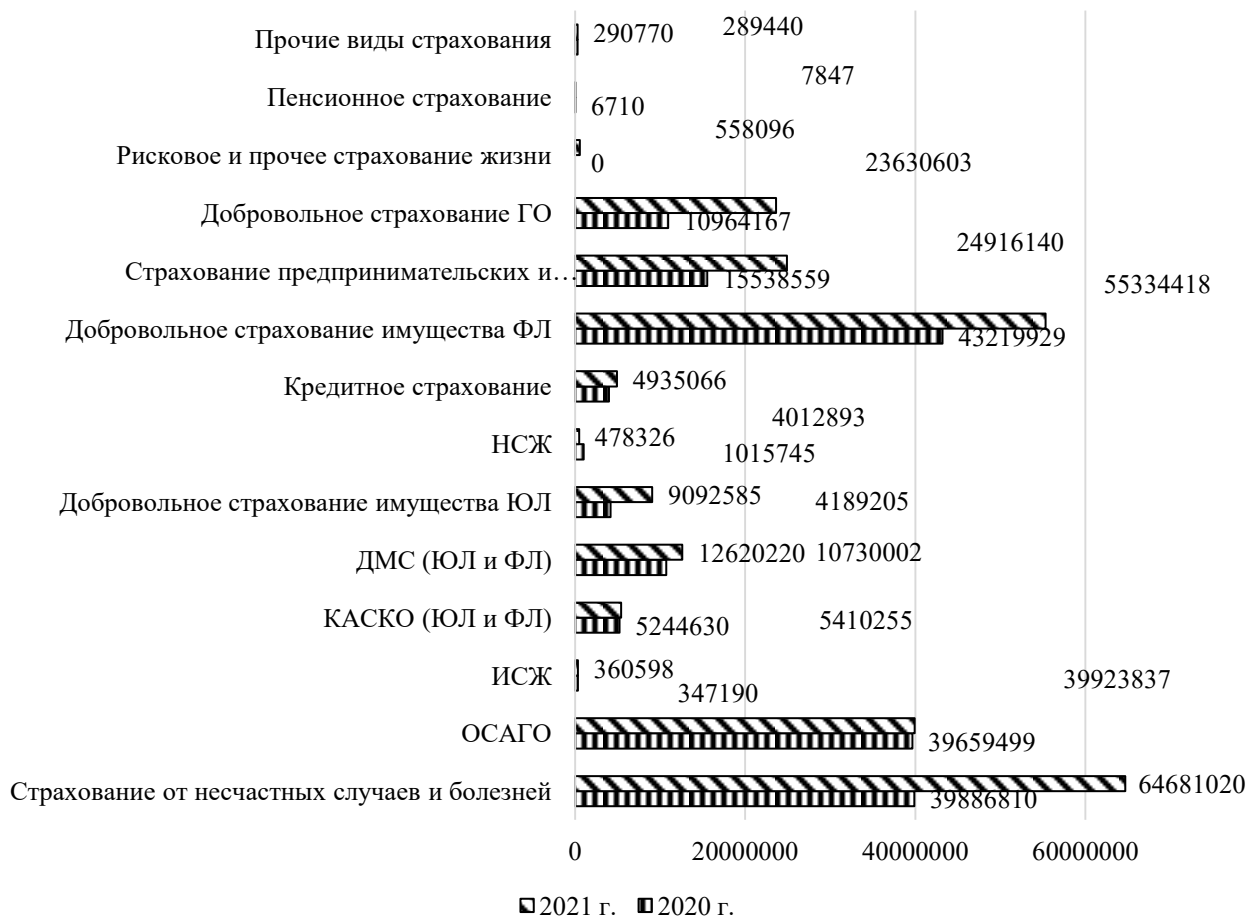 289440
Прочие виды страхования 290770
7847
Пенсионное страхование 6710
558096
Рисковое и прочее страхование жизни 0 23630603
Добровольное страхование ГО 10964167
24916140
Страхование предпринимательских и… 15538559
55334418
Добровольное страхование имущества ФЛ 43219929
Кредитное страхование 4935066
4012893
НСЖ 478326
1015745
Добровольное страхование имущества ЮЛ 9092585 4189205
ДМС (ЮЛ и ФЛ) 12620220 10730002
КАСКО (ЮЛ и ФЛ) 5244630 5410255
ИСЖ 360598 39923837
347190
ОСАГО 39659499
Страхование от несчастных случаев и болезней 64681020
39886810
0 20000000 40000000 60000000
2021 г. 2020 г.